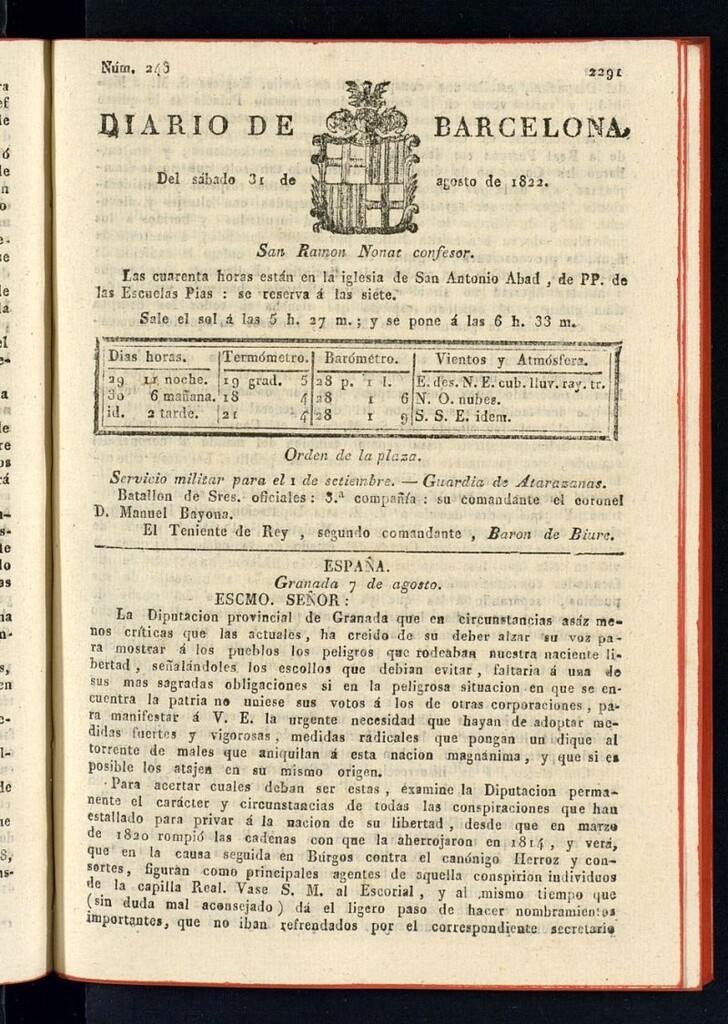 Núm. 243
2291
DIARIO DE BARCELONA,
Del sábado 31 de agosto de 1822.
San Ramon Nonat confesor.
Las cuarenta horas están en la iglesia de San Antonio Abad, de PP. de
las Escuelas Pias : se reserva á las siete.
Sale el sol á las 5 h. 27 m.; y se pone á las 6 h. 33 m.
Dias horas. Termómetro. Barómetro. Vientos y Atmósfera.
29 11 noche. 19 grad. 5 28 p. 1 l. E. des. N. E. cub. lluv. ray. tr.
30 6 mañana. 18 4 28 1 6 N. O. nubes.
id. 2 tarde. 21 4 28 1 9 S. S. E. idem.
Orden de la plaza.
Servicio militar para el 1 de setiembre. — Guardia de Atarazanas.
Batallon de Sres. oficiales : 3.ª compañía : su comandante el coronel
D. Manuel Bayona.
El Teniente de Rey , segundo comandante , Baron de Biure.
ESPAÑA.
Granada 7 de agosto.
ESCMO. SEÑOR :
La Diputacion provincial de Granada que en circunstancias asáz me-
nos críticas que las actuales, ha creido de su deber alzar su voz pa-
ra mostrar á los pueblos los peligros que rodeaban nuestra naciente li-
bertad , señalándoles los escollos que debian evitar, faltaria á una de
sus mas sagradas obligaciones si en la peligrosa situacion en que se en-
cuentra la patria no uniese sus votos á los de otras corporaciones, pa-
ra manifestar á V. E. la urgente necesidad que hayan de adoptar me-
didas fuertes y vigorosas, medidas radicales que pongan un dique al
torrente de males que aniquilan á esta nacion magnánima, y que si es
posible los atajen en su mismo origen.
Para acertar cuales deban ser estas, éxamine la Diputacion perma-
nente el carácter y circunstancias de todas las conspiraciones que han
estallado para privar á la nacion de su libertad, desde que en marzo
de 1820 rompió las cadenas con que la aherrojaron en 1814, y verá,
que en la causa seguida en Búrgos contra el canónigo Herroz y con-
sortes, figuran como principales agentes de aquella conspirion individuos
de la capilla Real. Vase S. M. al Escorial, y al mismo tiempo que
(sin duda mal aconsejado) dá el ligero paso de hacer nombramientos
importantes, que no iban refrendados por el correspondiente secretario